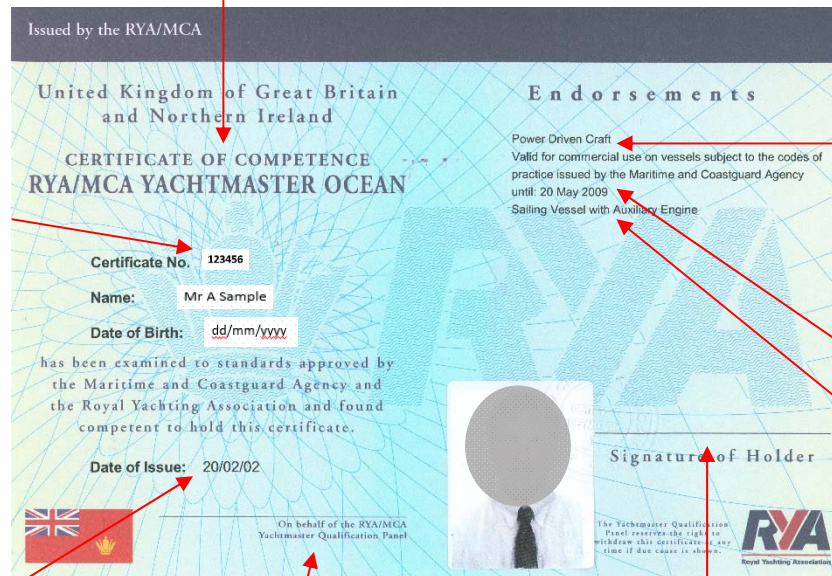 Issued by the RYA/MCA
United Kingdom of Great Britain
and Northern Ireland
CERTIFICATE OF COMPETENCE
RYA/MCA YACHTMASTER OCEAN
Certificate No. 123456
Name: Mr A Sample
Date of Birth: dd/mm/yyyy
has been examined to standards approved by
the Maritime and Coastguard Agency and
the Royal Yachting Association and found
competent to hold this certificate.
Date of Issue: 20/02/02
On behalf of the RYA/MCA
Yachtmaster Qualification Panel
Endorsements
Power Driven Craft
Valid for commercial use on vessels subject to the codes of
practice issued by the Maritime and Coastguard Agency
until: 20 May 2009
Sailing Vessel with Auxiliary Engine
RYA
Signature of Holder
The Yachtmaster Qualification
Panel reserves the right to
withdraw this certificate at any
time if due cause is shown.
RYA
Royal Yachting Association